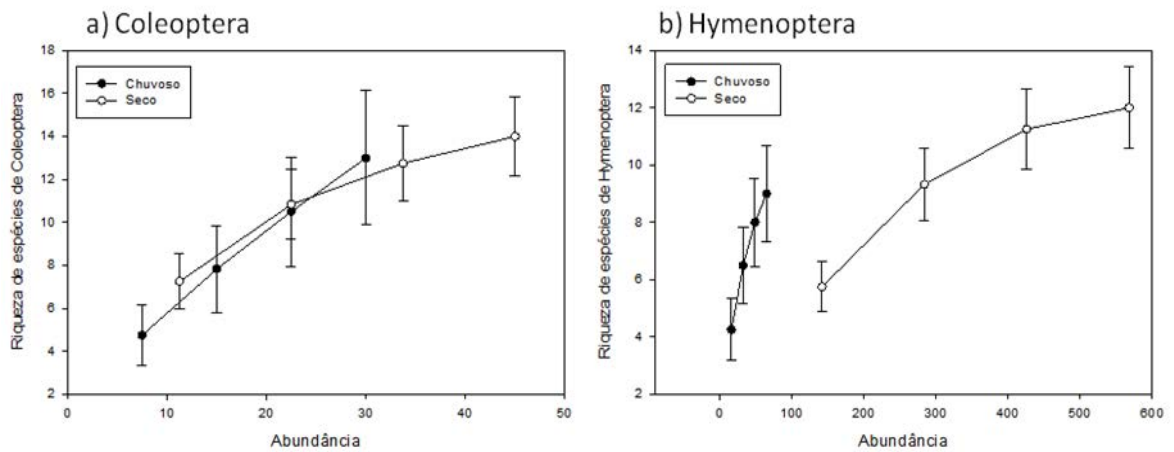 a) Coleoptera
18
16
14
12
10
8
6
4
2
Riqueza de espécies de Coleoptera
Chuvoso
Seco
0
10
20
30
40
50
Abundância
b) Hymenoptera
14
12
10
8
6
4
2
Riqueza de espécies de Hymenoptera
Chuvoso
Seco
0
100
200
300
400
500
600
Abundância